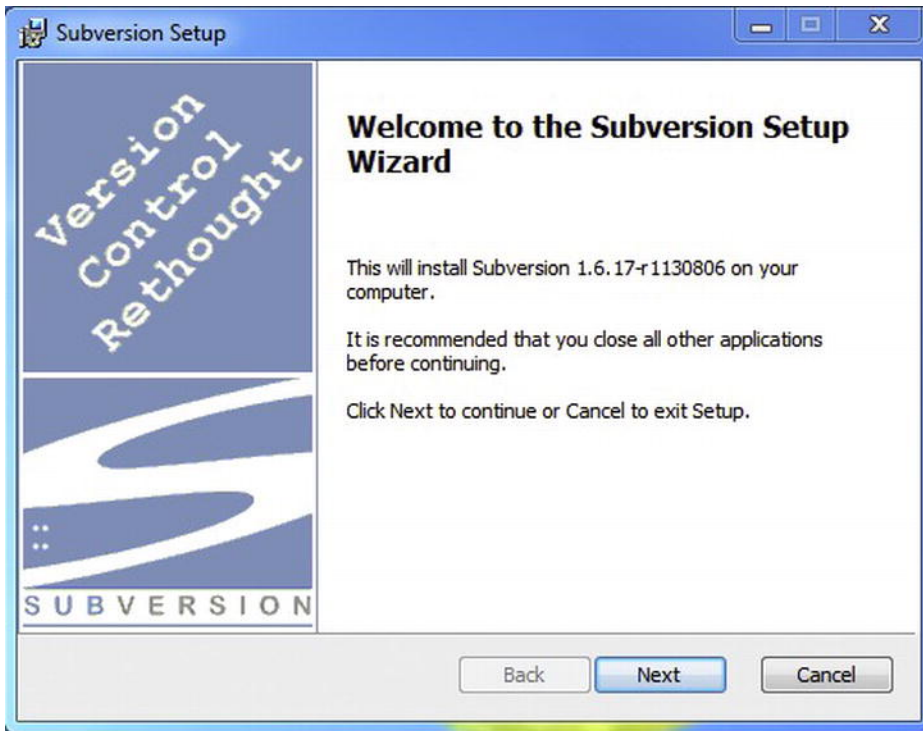 Subversion Setup
Version
Control
Rethought
SUBVERSION
Welcome to the Subversion Setup
Wizard
This will install Subversion 1.6.17-r1130806 on your
computer.
It is recommended that you close all other applications
before continuing.
Click Next to continue or Cancel to exit Setup.
Back
Next
Cancel